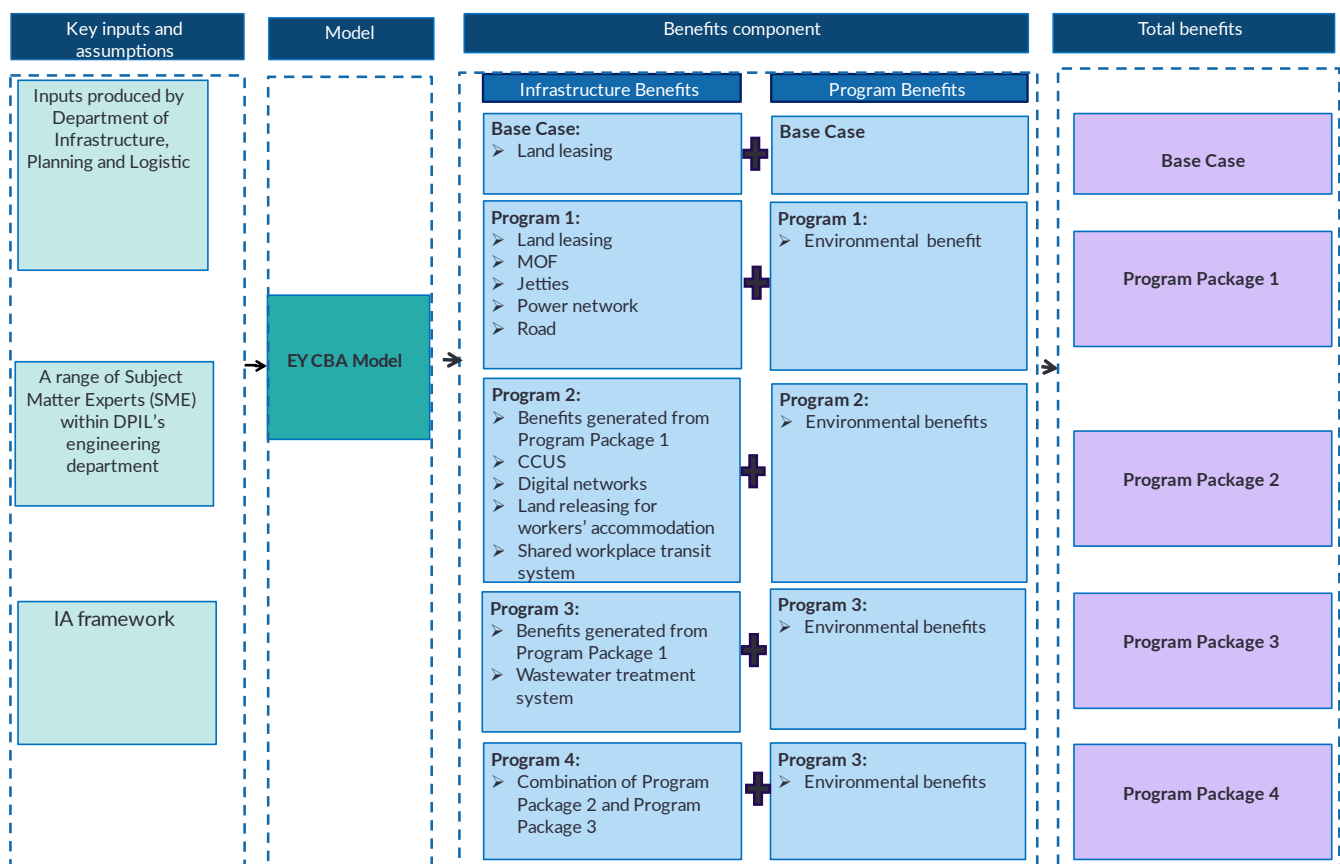 Key inputs and
assumptions
Model
Benefits component
Total benefits
Inputs produced by
Department of
Infrastructure,
Planning and Logistic
A range of Subject
Matter Experts (SME)
within DPIL's
engineering
department
IA framework
EY CBA Model
Infrastructure Benefits
Program Benefits
Base Case:
➢ Land leasing
Base Case
Program 1:
➢ Land leasing
➢ MOF
➢ Jetties
➢ Power network
➢ Road
Program 1:
➢ Environmental benefit
Program 2:
➢ Benefits generated from
Program Package 1
➢ CCUS
➢ Digital networks
➢ Land releasing for
workers' accommodation
➢ Shared workplace transit
system
Program 2:
➢ Environmental benefits
Program 3:
➢ Benefits generated from
Program Package 1
➢ Wastewater treatment
system
Program 3:
➢ Environmental benefits
Program 4:
➢ Combination of Program
Package 2 and Program
Package 3
Program 3:
➢ Environmental benefits
Base Case
Program Package 1
Program Package 2
Program Package 3
Program Package 4